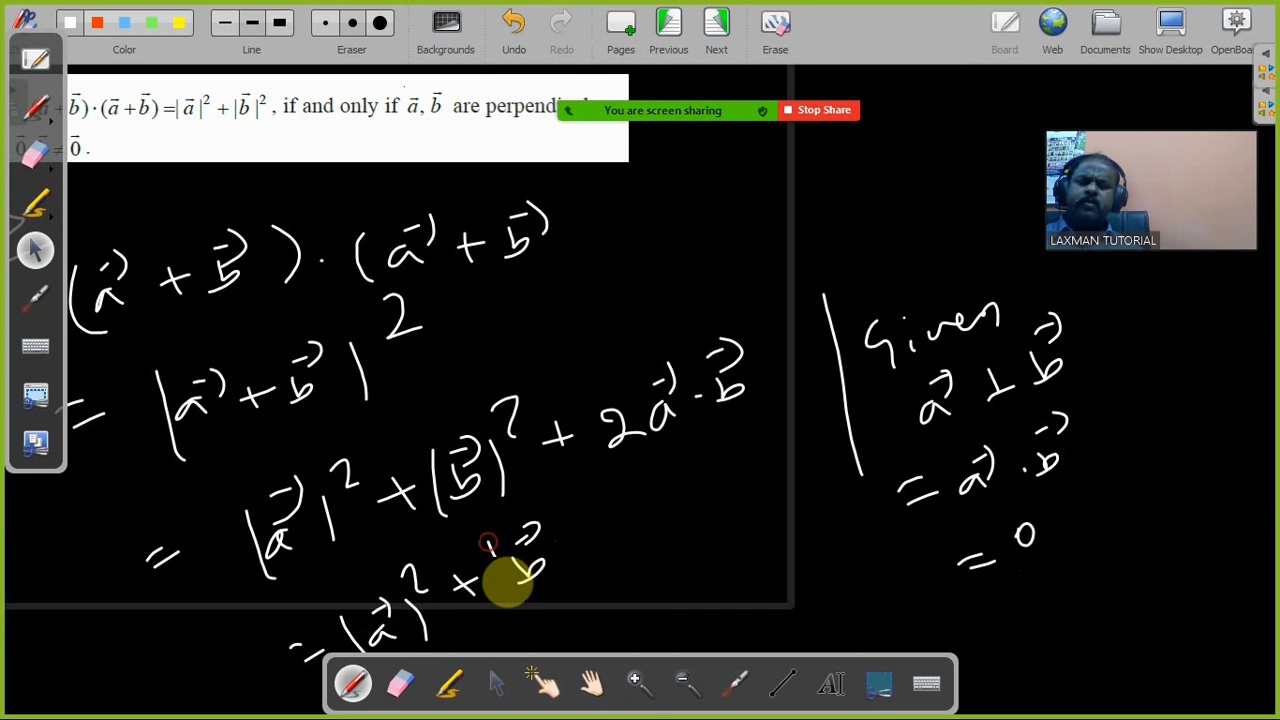 Color Line Eraser Backgrounds Undo Redo Pages Previous Next Erase Board Web Documents Show Desktop OpenBoard
b⃗)·(a⃗+b⃗)=|a⃗|²+|b⃗|², if and only if a⃗, b⃗ are
You are screen sharing Stop Share
≠ 0⃗ .
LAXMAN TUTORIAL
(a⃗ + b⃗) · (a⃗ + b⃗)
= |a⃗ + b⃗|²
= |a⃗|² + |b⃗|² + 2a⃗ · b⃗
= |a⃗|² + |b⃗
Given
a⃗ ⊥ b⃗
= a⃗ · b⃗
= 0